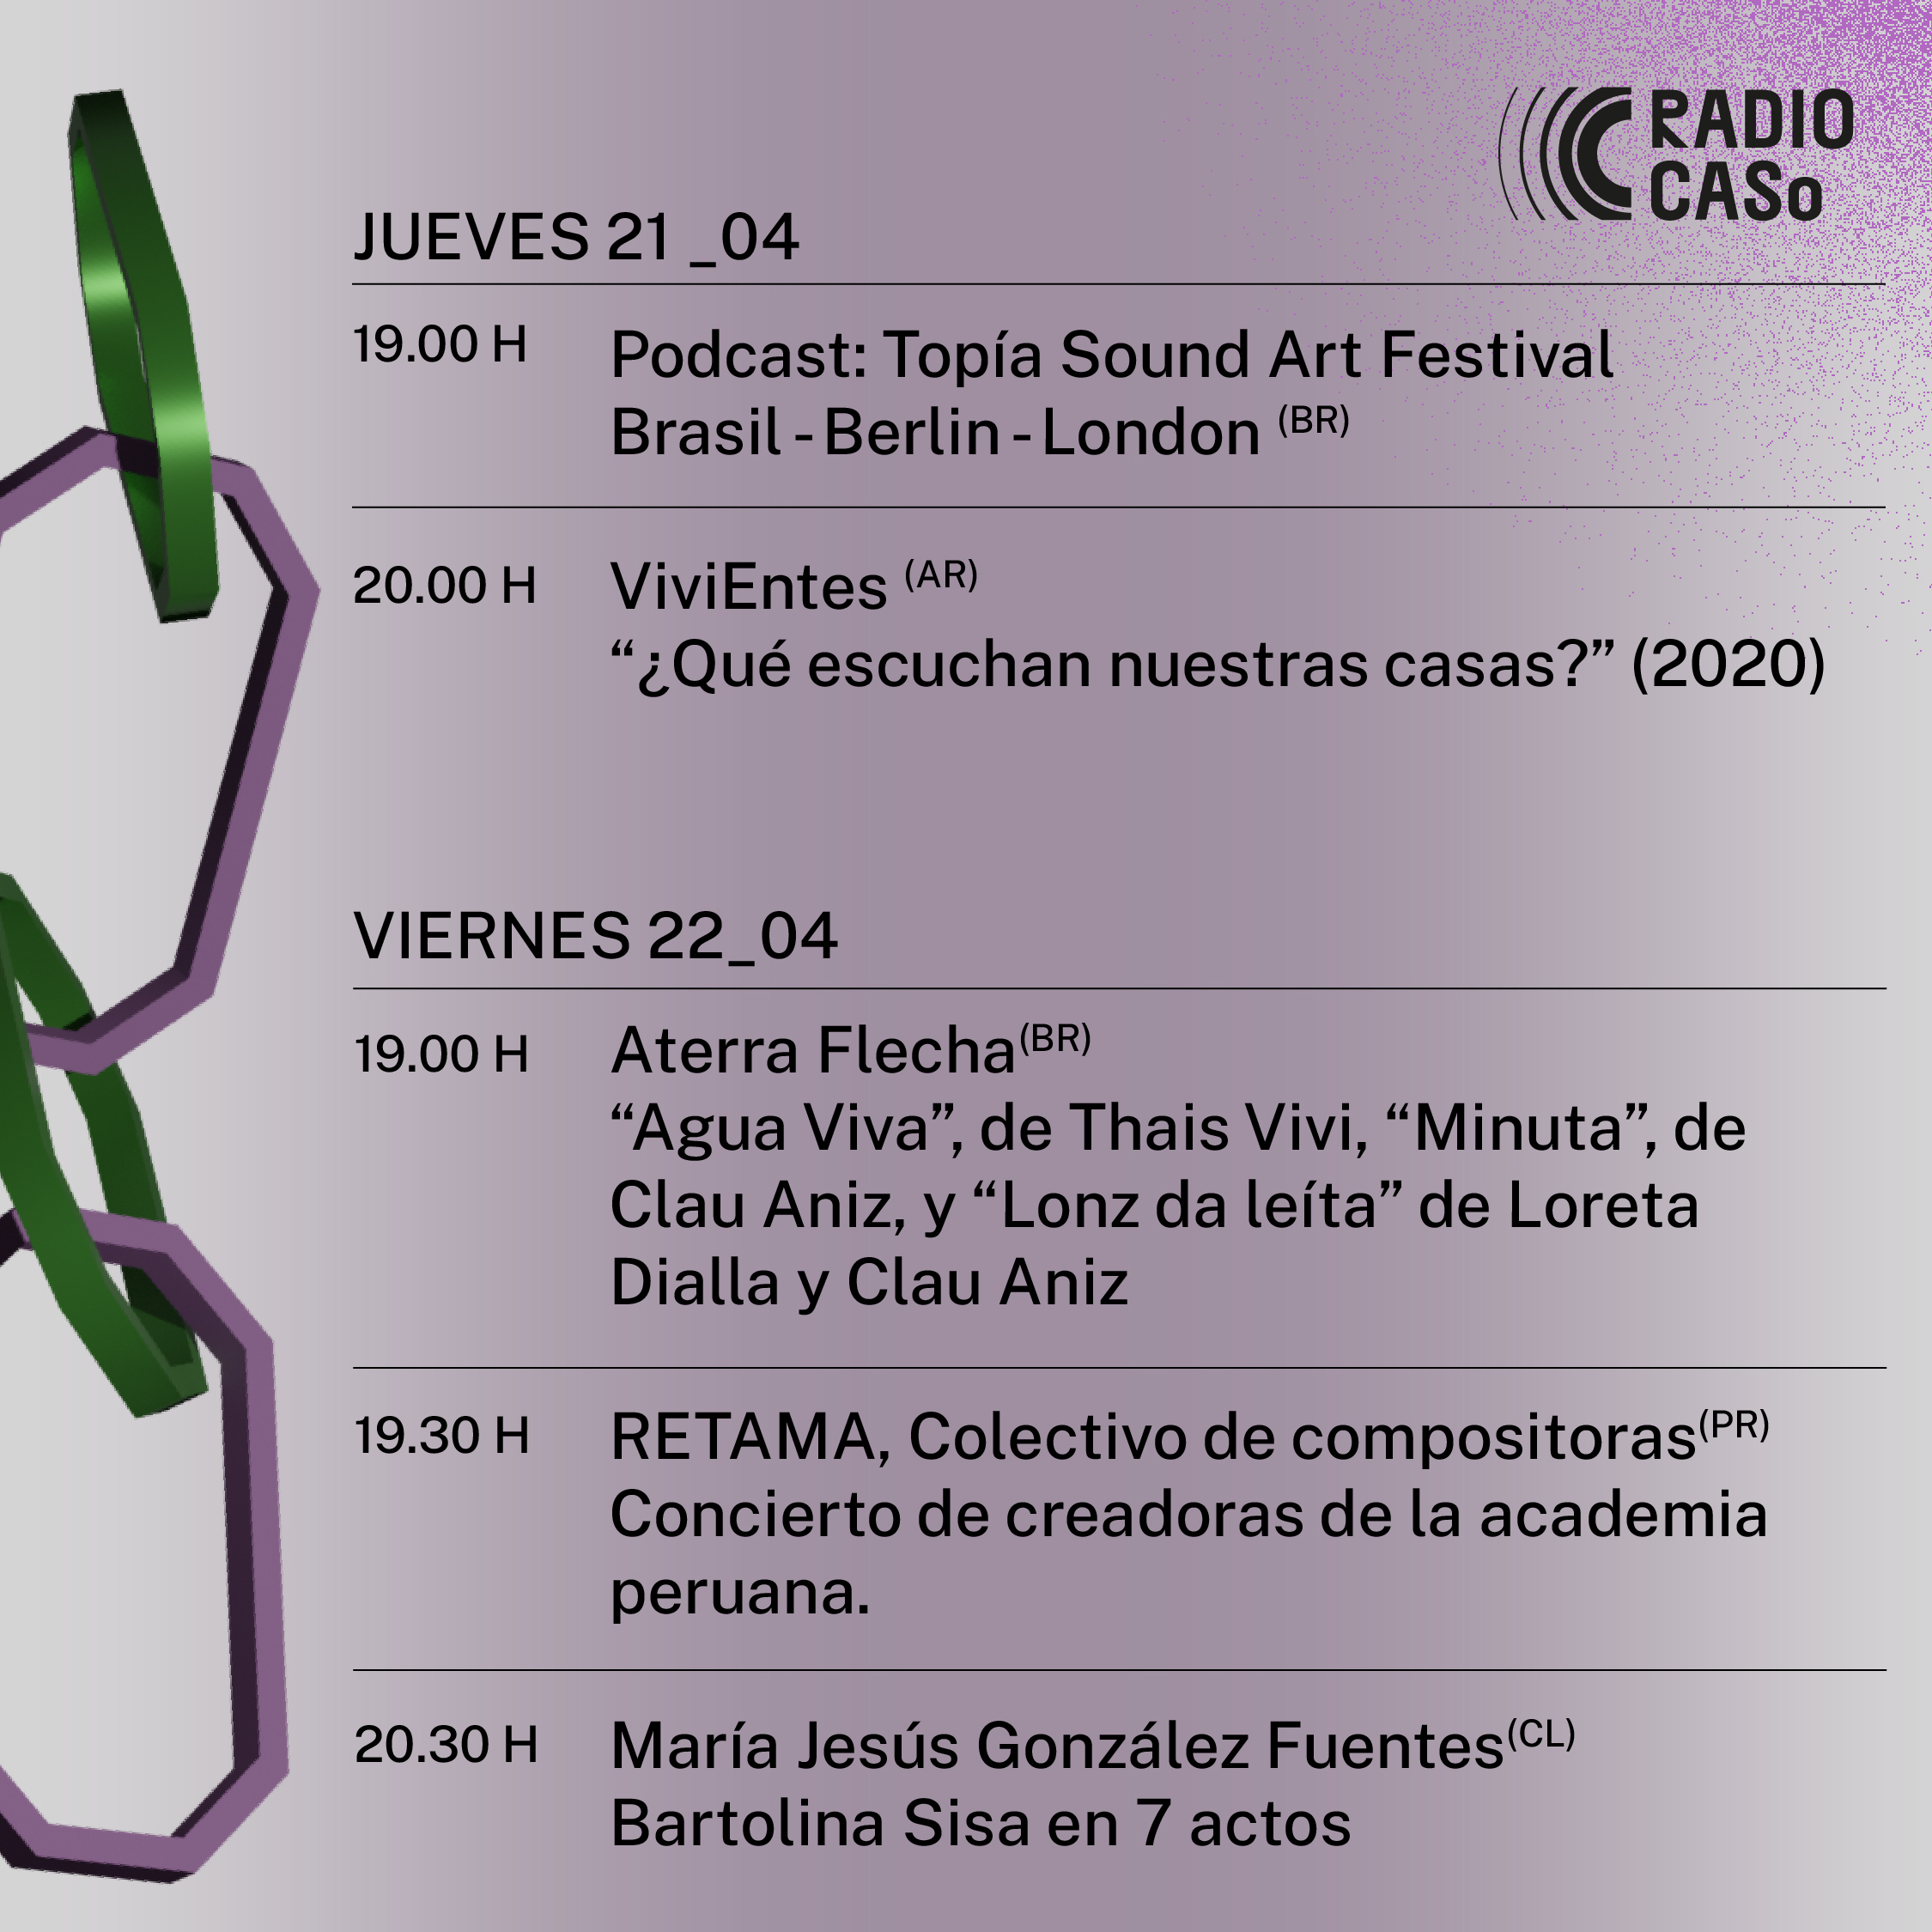 RADIO
CASo
JUEVES 21 _04
19.00 H
Podcast: Topía Sound Art Festival
Brasil - Berlin - London (BR)
20.00 H
ViviEntes (AR)
“¿Qué escuchan nuestras casas?” (2020)
VIERNES 22_04
19.00 H
Aterra Flecha(BR)
“Agua Viva”, de Thais Vivi, “Minuta”, de
Clau Aniz, y “Lonz da leíta” de Loreta
Dialla y Clau Aniz
19.30 H
RETAMA, Colectivo de compositoras(PR)
Concierto de creadoras de la academia
peruana.
20.30 H
María Jesús González Fuentes(CL)
Bartolina Sisa en 7 actos